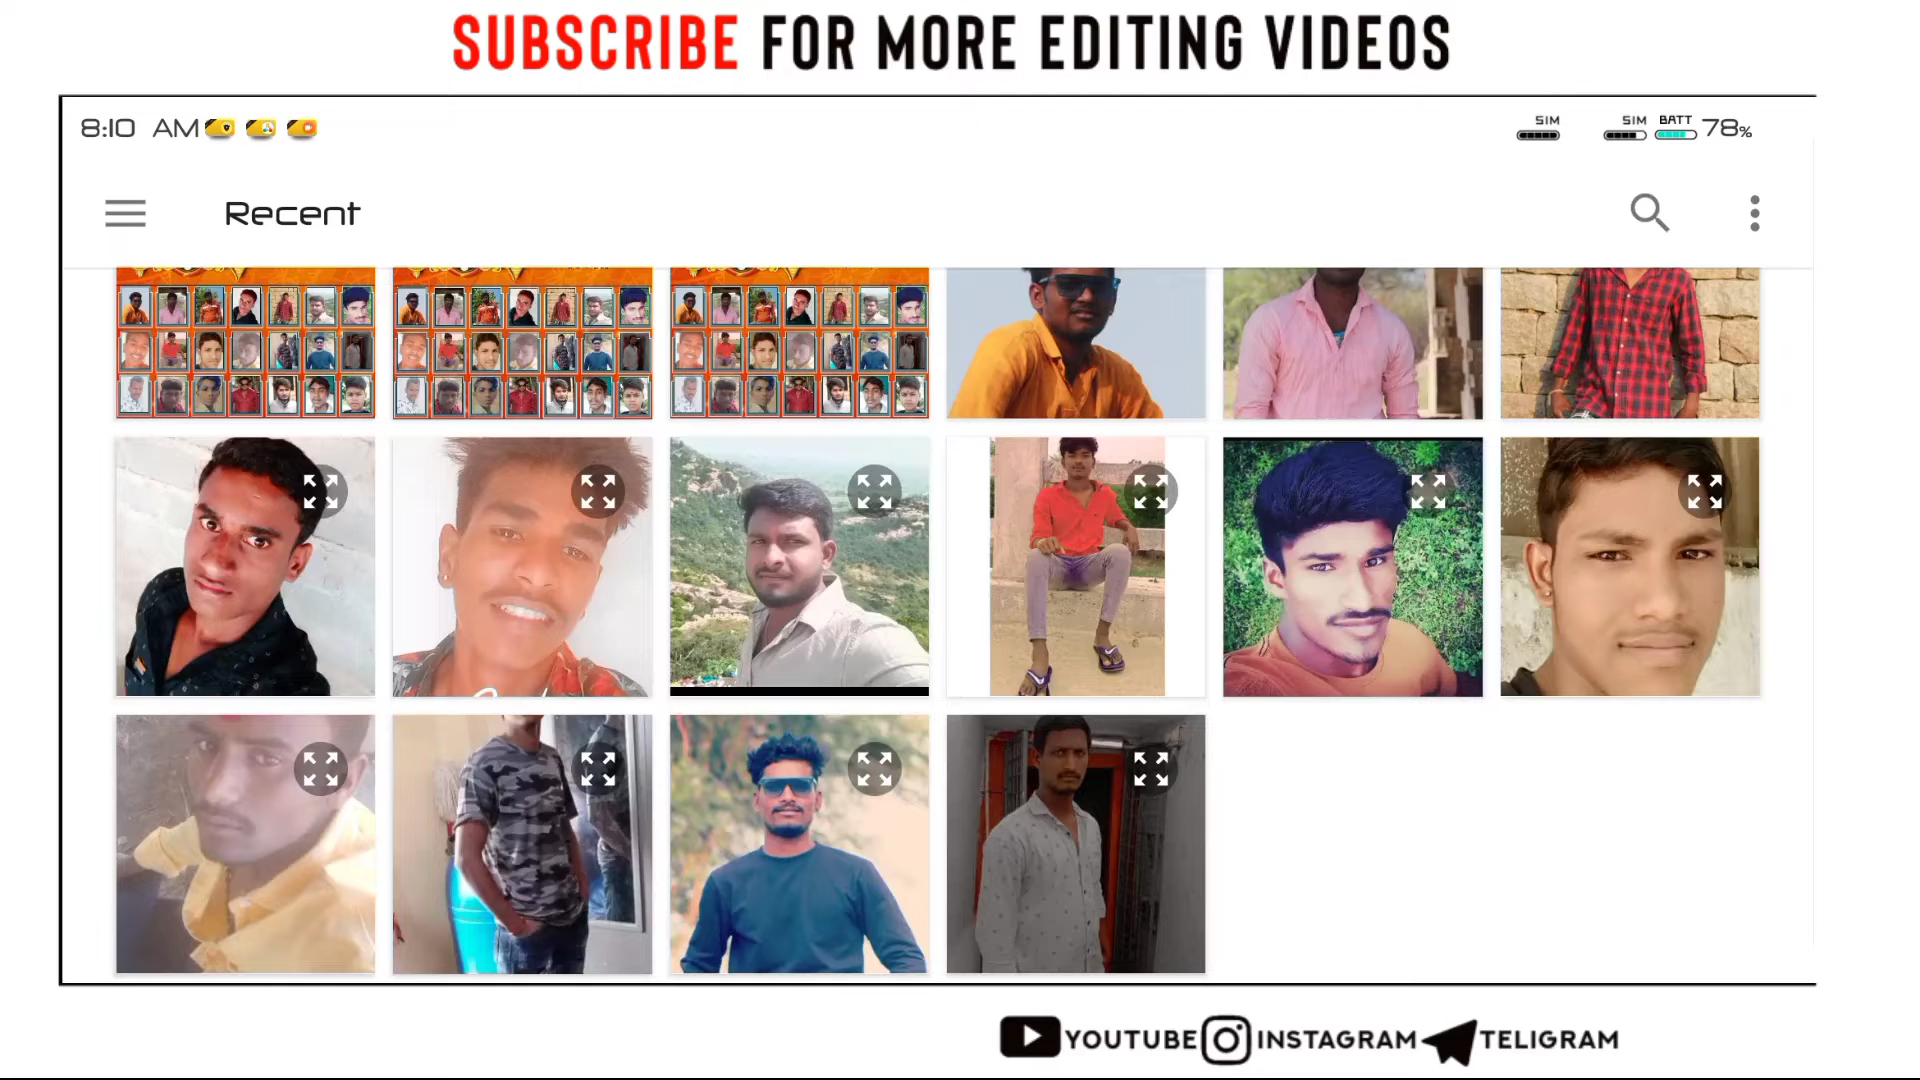 SUBSCRIBE FOR MORE EDITING VIDEOS
8:10 AM SIM SIM BATT 78%
Recent
YOUTUBE INSTAGRAM TELIGRAM